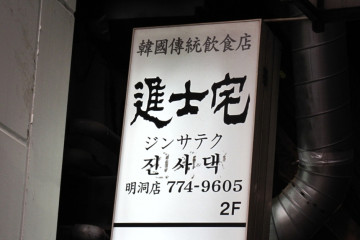 韓國傳統飮食店
進士宅
ジンサテク
진사댁
明洞店 774-9605
2F